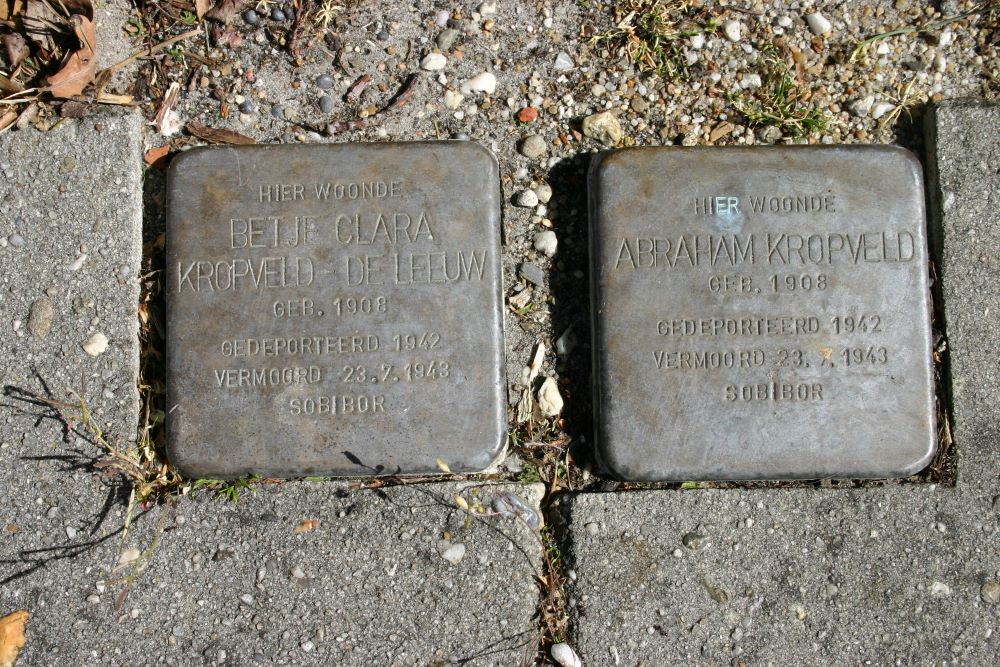 HIER WOONDE
BETJE CLARA
KROPVELD - DE LEEUW
GEB. 1908
GEDEPORTEERD 1942
VERMOORD 23.7.1943
SOBIBOR
HIER WOONDE
ABRAHAM KROPVELD
GEB. 1908
GEDEPORTEERD 1942
VERMOORD 23.7.1943
SOBIBOR